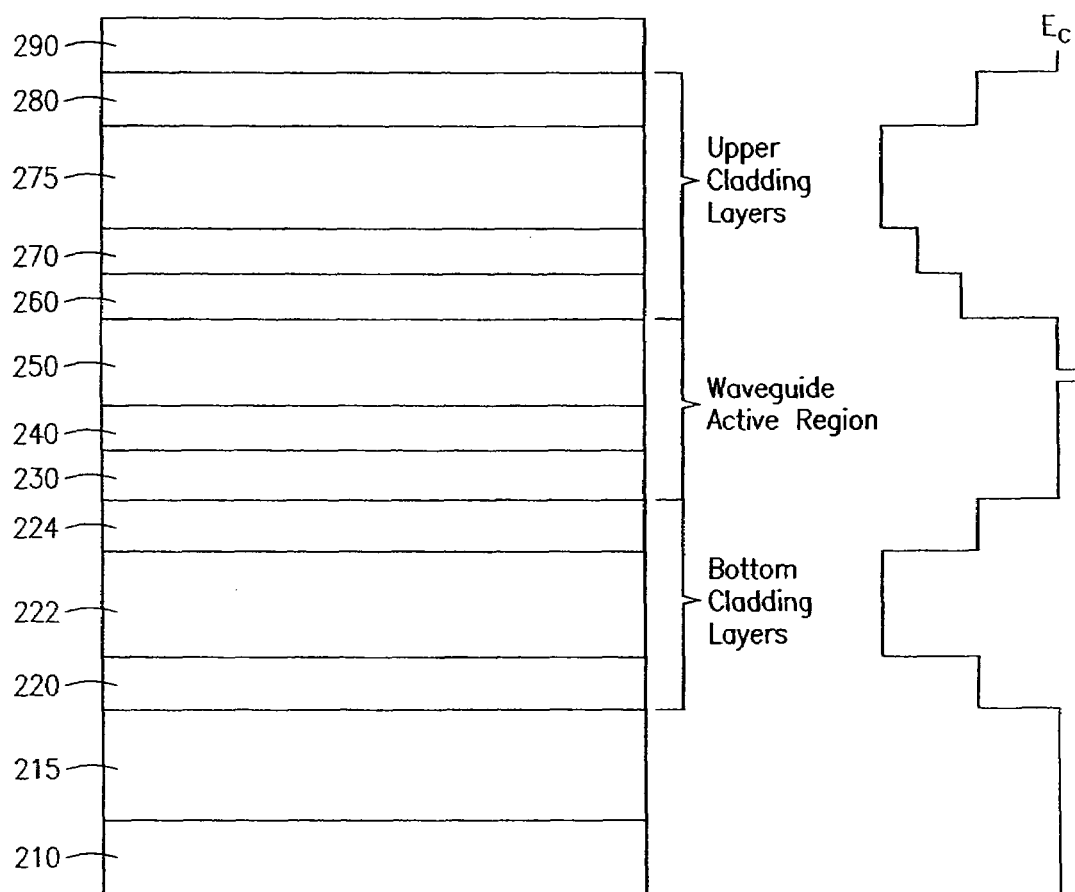 290
280
275
270
260
250
240
230
224
222
220
215
210
Upper
Cladding
Layers
Waveguide
Active Region
Bottom
Cladding
Layers
Ec